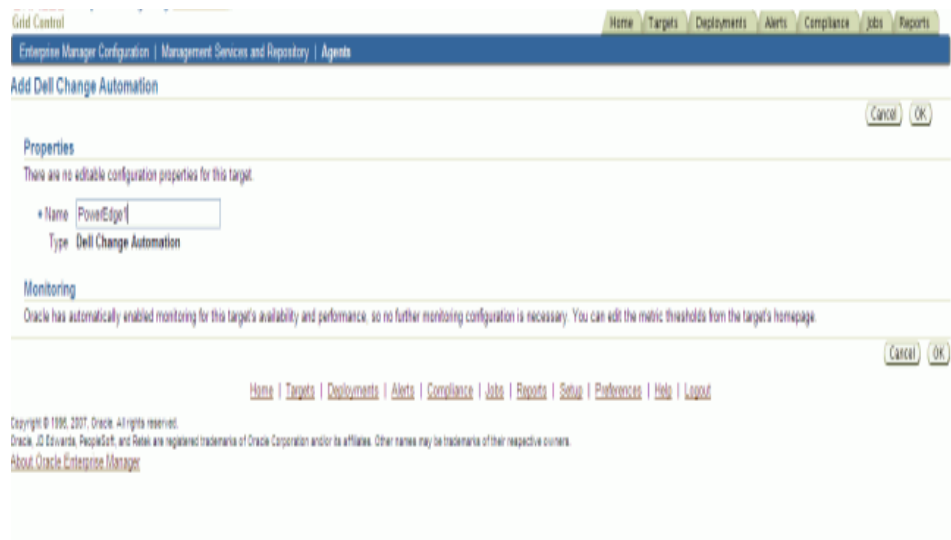 Grid Control
Home Targets Deployments Alerts Compliance Jobs Reports
Enterprise Manager Configuration | Management Services and Repository | Agents
Add Dell Change Automation
Cancel OK
Properties
There are no editable configuration properties for this target.
* Name PowerEdge1
Type Dell Change Automation
Monitoring
Oracle has automatically enabled monitoring for this target's availability and performance, so no further monitoring configuration is necessary. You can edit the metric thresholds from the target's homepage.
Cancel OK
Home | Targets | Deployments | Alerts | Compliance | Jobs | Reports | Setup | Preferences | Help | Logout
Copyright © 1996, 2007, Oracle. All rights reserved.
Oracle, JD Edwards, PeopleSoft, and Retek are registered trademarks of Oracle Corporation and/or its affiliates. Other names may be trademarks of their respective owners.
About Oracle Enterprise Manager